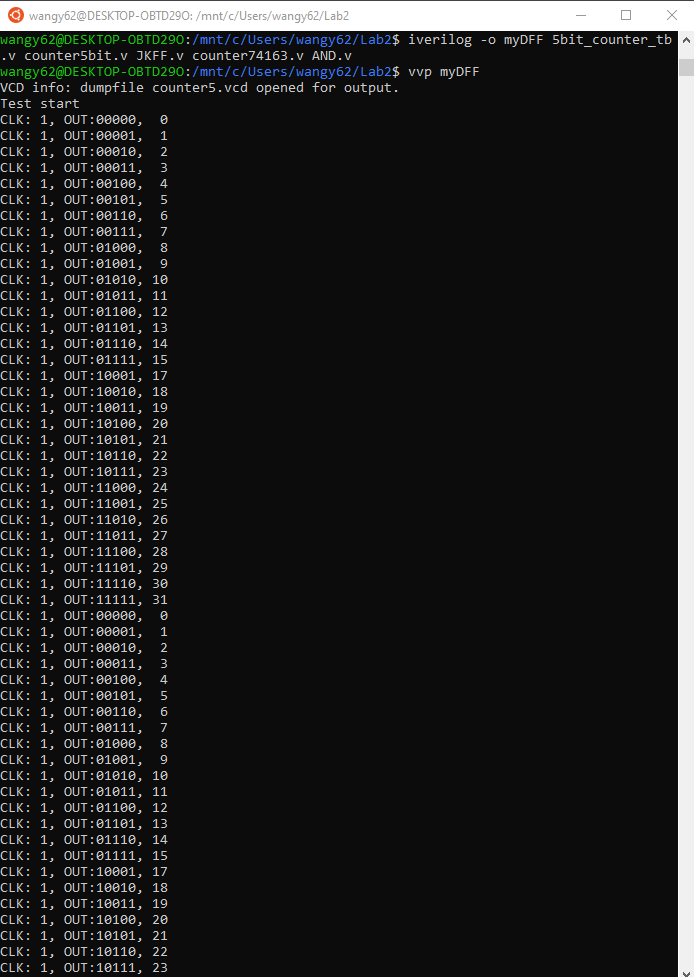 wangy62@DESKTOP-OBTD29O: /mnt/c/Users/wangy62/Lab2
wangy62@DESKTOP-OBTD29O:/mnt/c/Users/wangy62/Lab2$ iverilog -o myDFF 5bit_counter_tb
.v counter5bit.v JKFF.v counter74163.v AND.v
wangy62@DESKTOP-OBTD29O:/mnt/c/Users/wangy62/Lab2$ vvp myDFF
VCD info: dumpfile counter5.vcd opened for output.
Test start
CLK: 1, OUT:00000,  0
CLK: 1, OUT:00001,  1
CLK: 1, OUT:00010,  2
CLK: 1, OUT:00011,  3
CLK: 1, OUT:00100,  4
CLK: 1, OUT:00101,  5
CLK: 1, OUT:00110,  6
CLK: 1, OUT:00111,  7
CLK: 1, OUT:01000,  8
CLK: 1, OUT:01001,  9
CLK: 1, OUT:01010, 10
CLK: 1, OUT:01011, 11
CLK: 1, OUT:01100, 12
CLK: 1, OUT:01101, 13
CLK: 1, OUT:01110, 14
CLK: 1, OUT:01111, 15
CLK: 1, OUT:10001, 17
CLK: 1, OUT:10010, 18
CLK: 1, OUT:10011, 19
CLK: 1, OUT:10100, 20
CLK: 1, OUT:10101, 21
CLK: 1, OUT:10110, 22
CLK: 1, OUT:10111, 23
CLK: 1, OUT:11000, 24
CLK: 1, OUT:11001, 25
CLK: 1, OUT:11010, 26
CLK: 1, OUT:11011, 27
CLK: 1, OUT:11100, 28
CLK: 1, OUT:11101, 29
CLK: 1, OUT:11110, 30
CLK: 1, OUT:11111, 31
CLK: 1, OUT:00000,  0
CLK: 1, OUT:00001,  1
CLK: 1, OUT:00010,  2
CLK: 1, OUT:00011,  3
CLK: 1, OUT:00100,  4
CLK: 1, OUT:00101,  5
CLK: 1, OUT:00110,  6
CLK: 1, OUT:00111,  7
CLK: 1, OUT:01000,  8
CLK: 1, OUT:01001,  9
CLK: 1, OUT:01010, 10
CLK: 1, OUT:01011, 11
CLK: 1, OUT:01100, 12
CLK: 1, OUT:01101, 13
CLK: 1, OUT:01110, 14
CLK: 1, OUT:01111, 15
CLK: 1, OUT:10001, 17
CLK: 1, OUT:10010, 18
CLK: 1, OUT:10011, 19
CLK: 1, OUT:10100, 20
CLK: 1, OUT:10101, 21
CLK: 1, OUT:10110, 22
CLK: 1, OUT:10111, 23